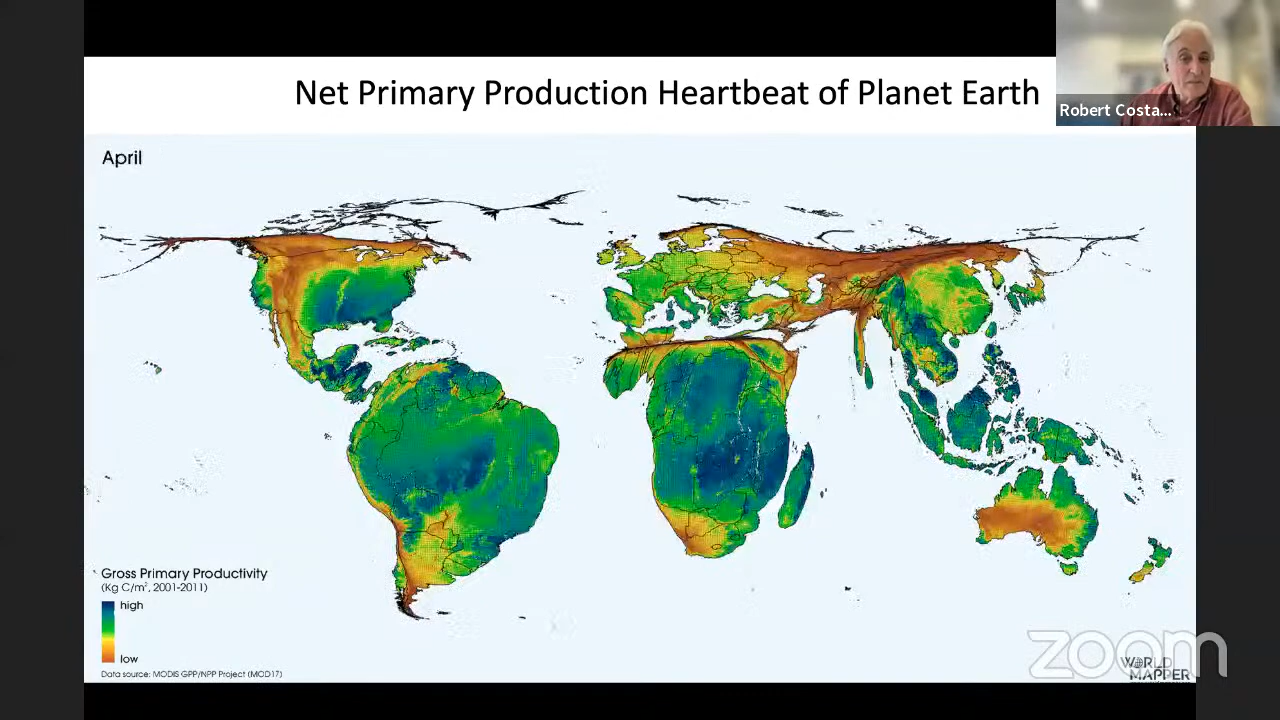 Net Primary Production Heartbeat of Planet Earth
Robert Costa...
April
Gross Primary Productivity
(Kg C/m², 2001-2011)
high
low
Data source: MODIS GPP/NPP Project (MOD17)
zoom
WORLD
MAPPER